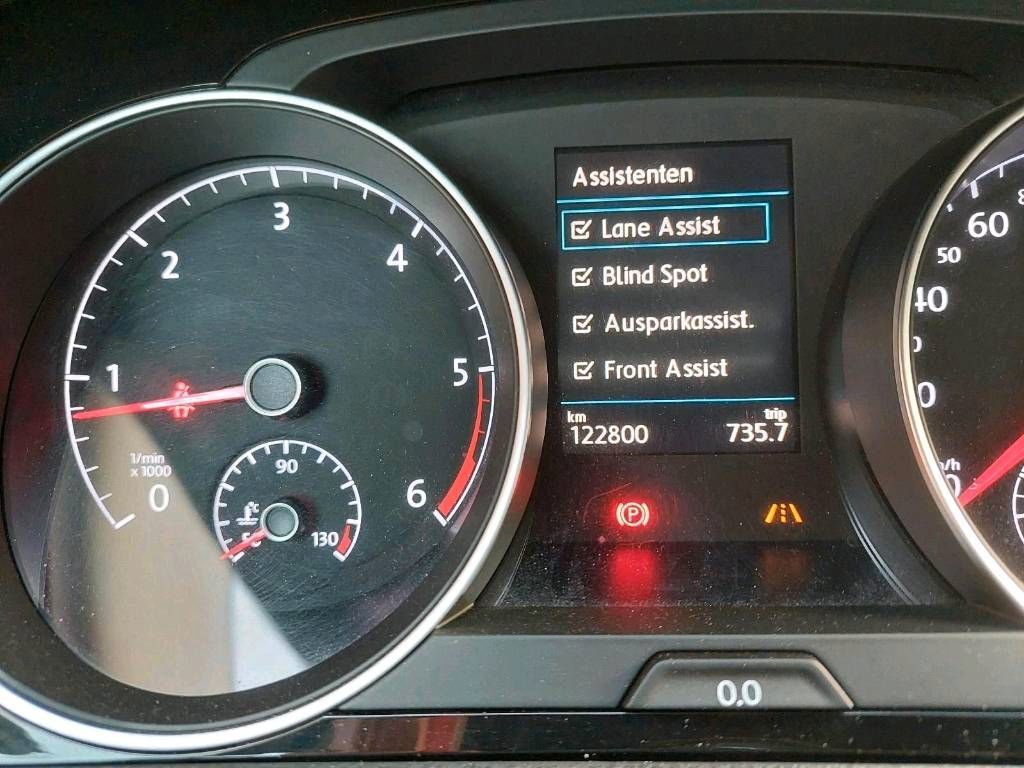 Assistenten
Lane Assist
Blind Spot
Ausparkassist.
Front Assist
km
trip
122800
735.7
1
2
3
4
5
6
0
1/min
x 1000
90
130
°C
P
60
50
0.0